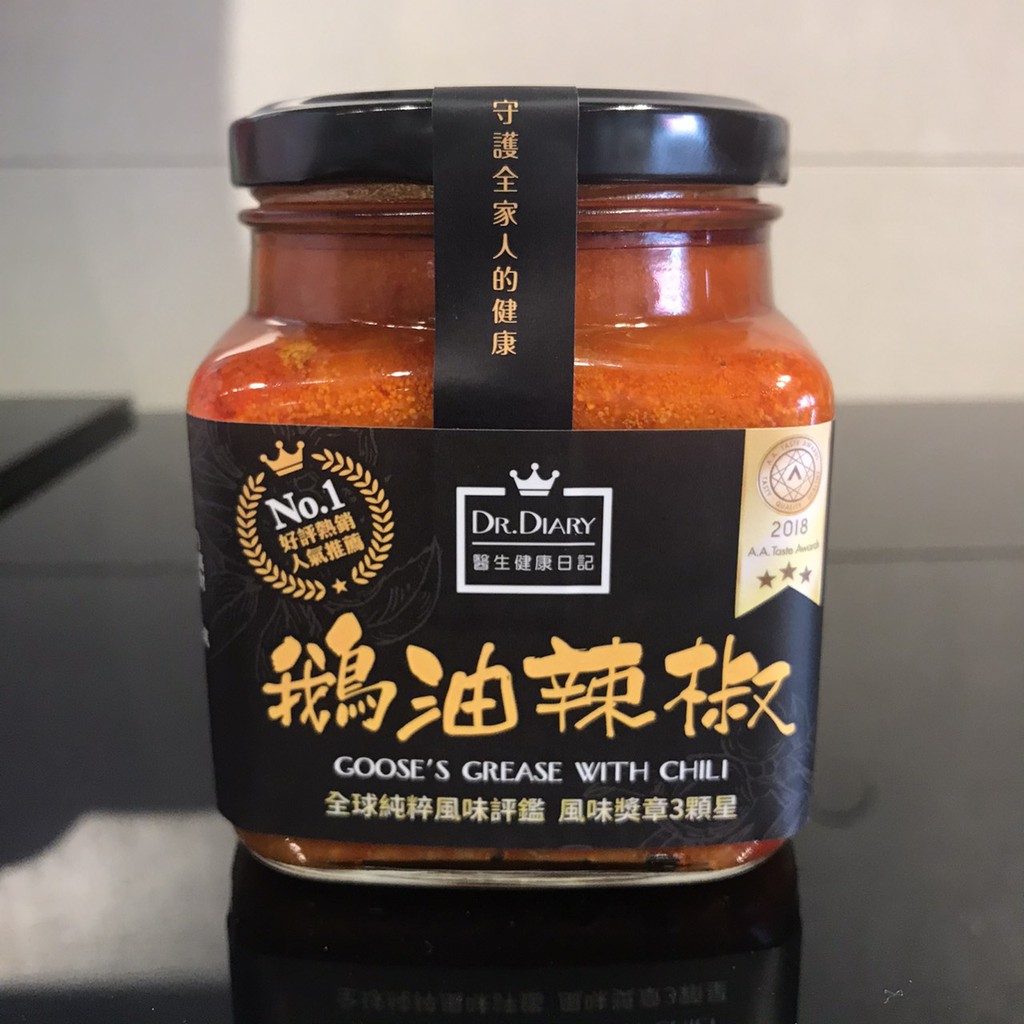 守護全家人的健康
No.1
好評熱銷
人氣推薦
DR.DIARY
醫生健康日記
A.A. TASTE AWARDS
2018
A.A. Taste Awards
鵝油辣椒
GOOSE'S GREASE WITH CHILI
全球純粹風味評鑑 風味獎章3顆星